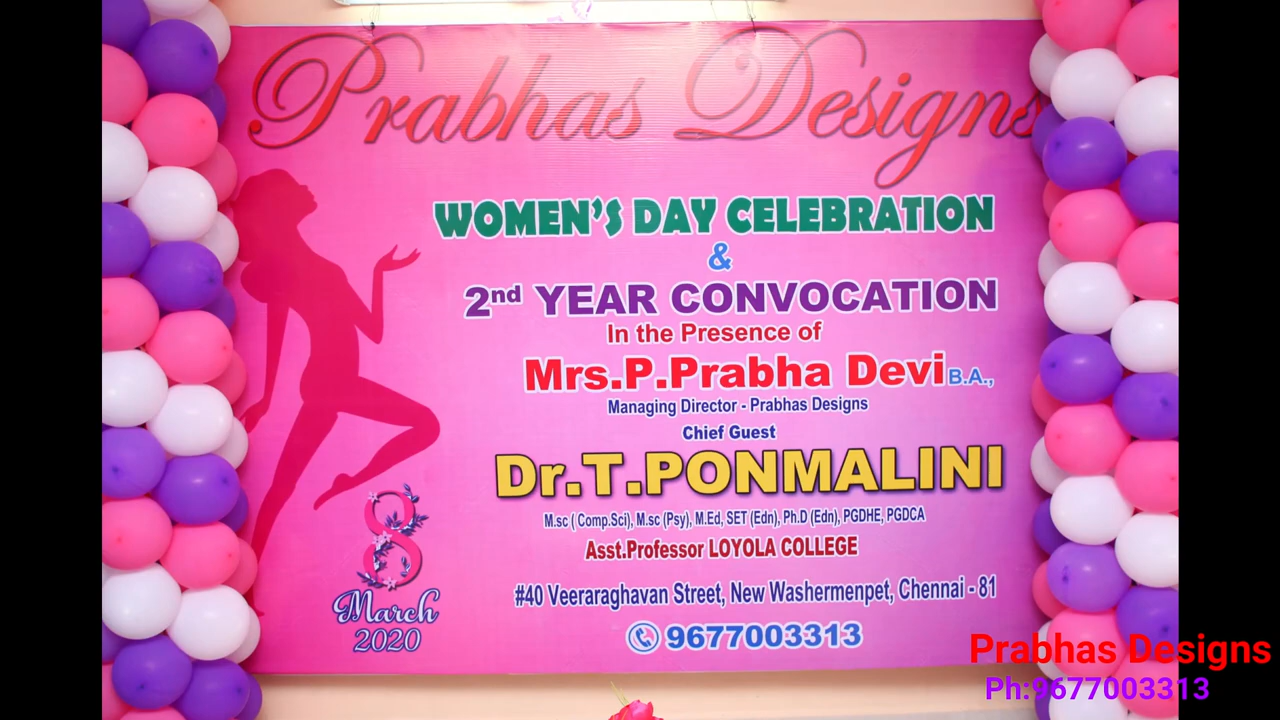 Prabhas Designs
WOMEN'S DAY CELEBRATION
&
2nd YEAR CONVOCATION
In the Presence of
Mrs.P.Prabha Devi B.A.,
Managing Director - Prabhas Designs
Chief Guest
Dr.T.PONMALINI
M.sc ( Comp.Sci), M.sc (Psy), M.Ed, SET (Edn), Ph.D (Edn), PGDHE, PGDCA
Asst.Professor LOYOLA COLLEGE
#40 Veeraraghavan Street, New Washermenpet, Chennai - 81
9677003313
8
March
2020
Prabhas Designs
Ph:9677003313